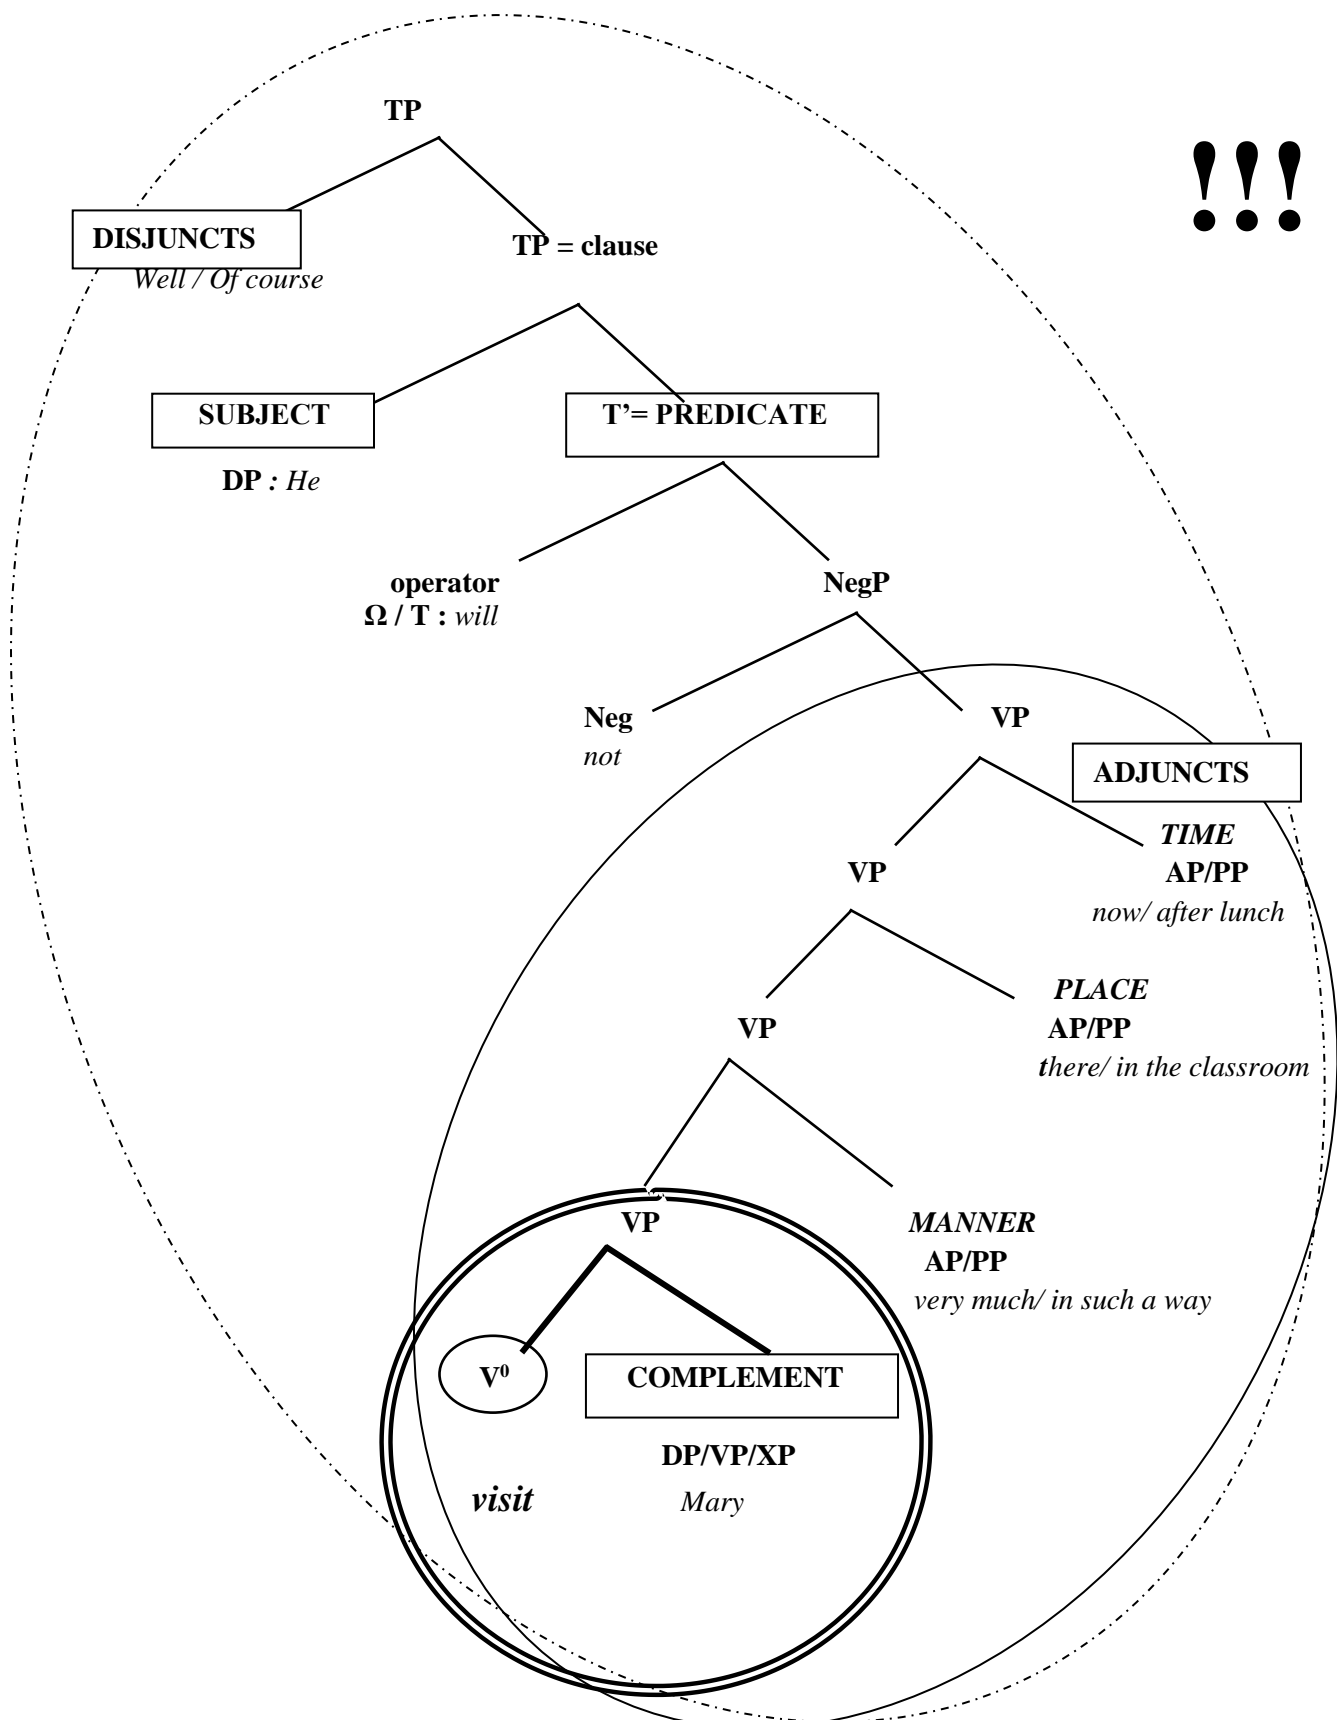 TP
!!!
DISJUNCTS
TP = clause
Well / Of course
SUBJECT
T’= PREDICATE
DP : He
operator
NegP
Ω / T : will
Neg
VP
not
ADJUNCTS
TIME
VP
AP/PP
now/ after lunch
PLACE
VP
AP/PP
there/ in the classroom
VP
MANNER
AP/PP
very much/ in such a way
V⁰
COMPLEMENT
DP/VP/XP
visit
Mary